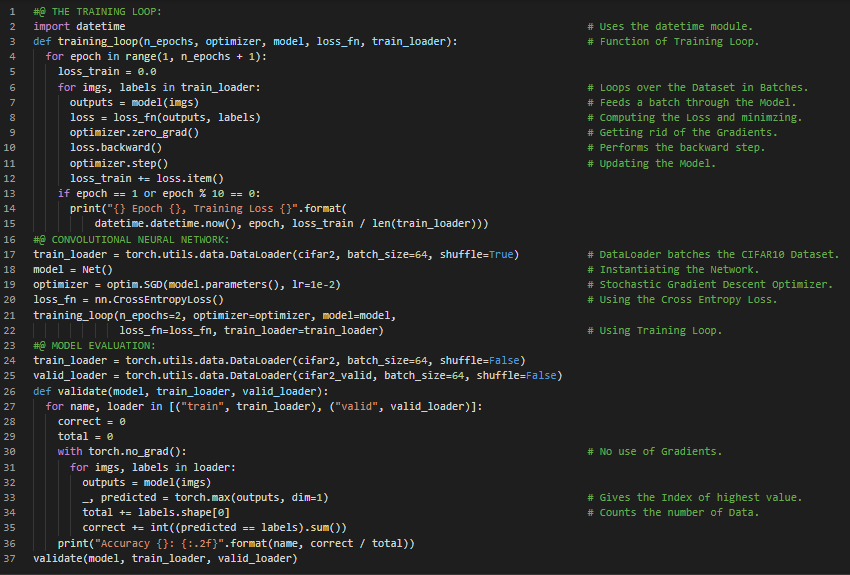 1 #@ THE TRAINING LOOP:
2 import datetime # Uses the datetime module.
3 def training_loop(n_epochs, optimizer, model, loss_fn, train_loader): # Function of Training Loop.
4 for epoch in range(1, n_epochs + 1):
5 loss_train = 0.0
6 for imgs, labels in train_loader: # Loops over the Dataset in Batches.
7 outputs = model(imgs) # Feeds a batch through the Model.
8 loss = loss_fn(outputs, labels) # Computing the Loss and minimzing.
9 optimizer.zero_grad() # Getting rid of the Gradients.
10 loss.backward() # Performs the backward step.
11 optimizer.step() # Updating the Model.
12 loss_train += loss.item()
13 if epoch == 1 or epoch % 10 == 0:
14 print("{} Epoch {}, Training Loss {}".format(
15 datetime.datetime.now(), epoch, loss_train / len(train_loader)))
16 #@ CONVOLUTIONAL NEURAL NETWORK:
17 train_loader = torch.utils.data.DataLoader(cifar2, batch_size=64, shuffle=True) # DataLoader batches the CIFAR10 Dataset.
18 model = Net() # Instantiating the Network.
19 optimizer = optim.SGD(model.parameters(), lr=1e-2) # Stochastic Gradient Descent Optimizer.
20 loss_fn = nn.CrossEntropyLoss() # Using the Cross Entropy Loss.
21 training_loop(n_epochs=2, optimizer=optimizer, model=model,
22 loss_fn=loss_fn, train_loader=train_loader) # Using Training Loop.
23 #@ MODEL EVALUATION:
24 train_loader = torch.utils.data.DataLoader(cifar2, batch_size=64, shuffle=False)
25 valid_loader = torch.utils.data.DataLoader(cifar2_valid, batch_size=64, shuffle=False)
26 def validate(model, train_loader, valid_loader):
27 for name, loader in [("train", train_loader), ("valid", valid_loader)]:
28 correct = 0
29 total = 0
30 with torch.no_grad(): # No use of Gradients.
31 for imgs, labels in loader:
32 outputs = model(imgs)
33 _, predicted = torch.max(outputs, dim=1) # Gives the Index of highest value.
34 total += labels.shape[0] # Counts the number of Data.
35 correct += int((predicted == labels).sum())
36 print("Accuracy {}: {:.2f}".format(name, correct / total))
37 validate(model, train_loader, valid_loader)